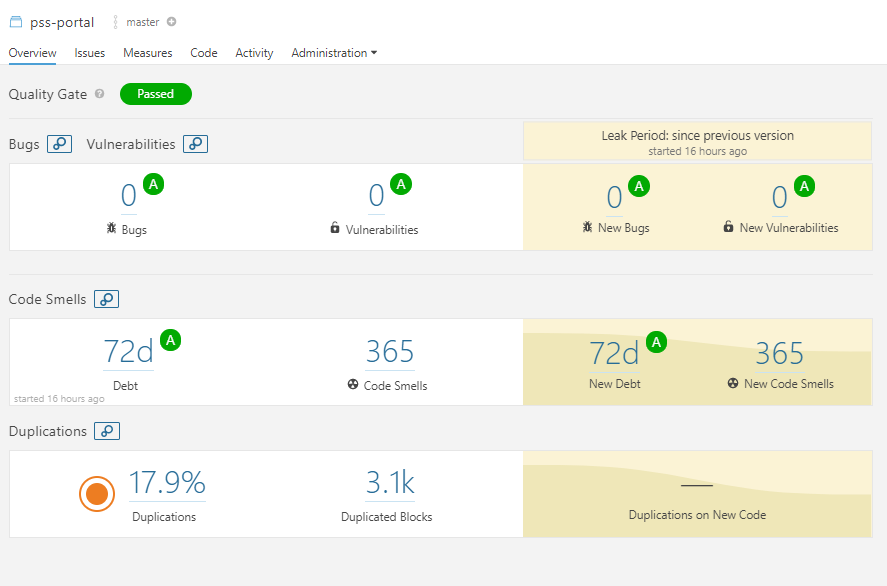 pss-portal master
Overview Issues Measures Code Activity Administration
Quality Gate ? Passed
Leak Period: since previous version
started 16 hours ago
Bugs Vulnerabilities
0 A 0 A 0 A 0 A
Bugs Vulnerabilities New Bugs New Vulnerabilities
Code Smells
72d A 365 72d A 365
Debt Code Smells New Debt New Code Smells
started 16 hours ago
Duplications
17.9% 3.1k —
Duplications Duplicated Blocks Duplications on New Code